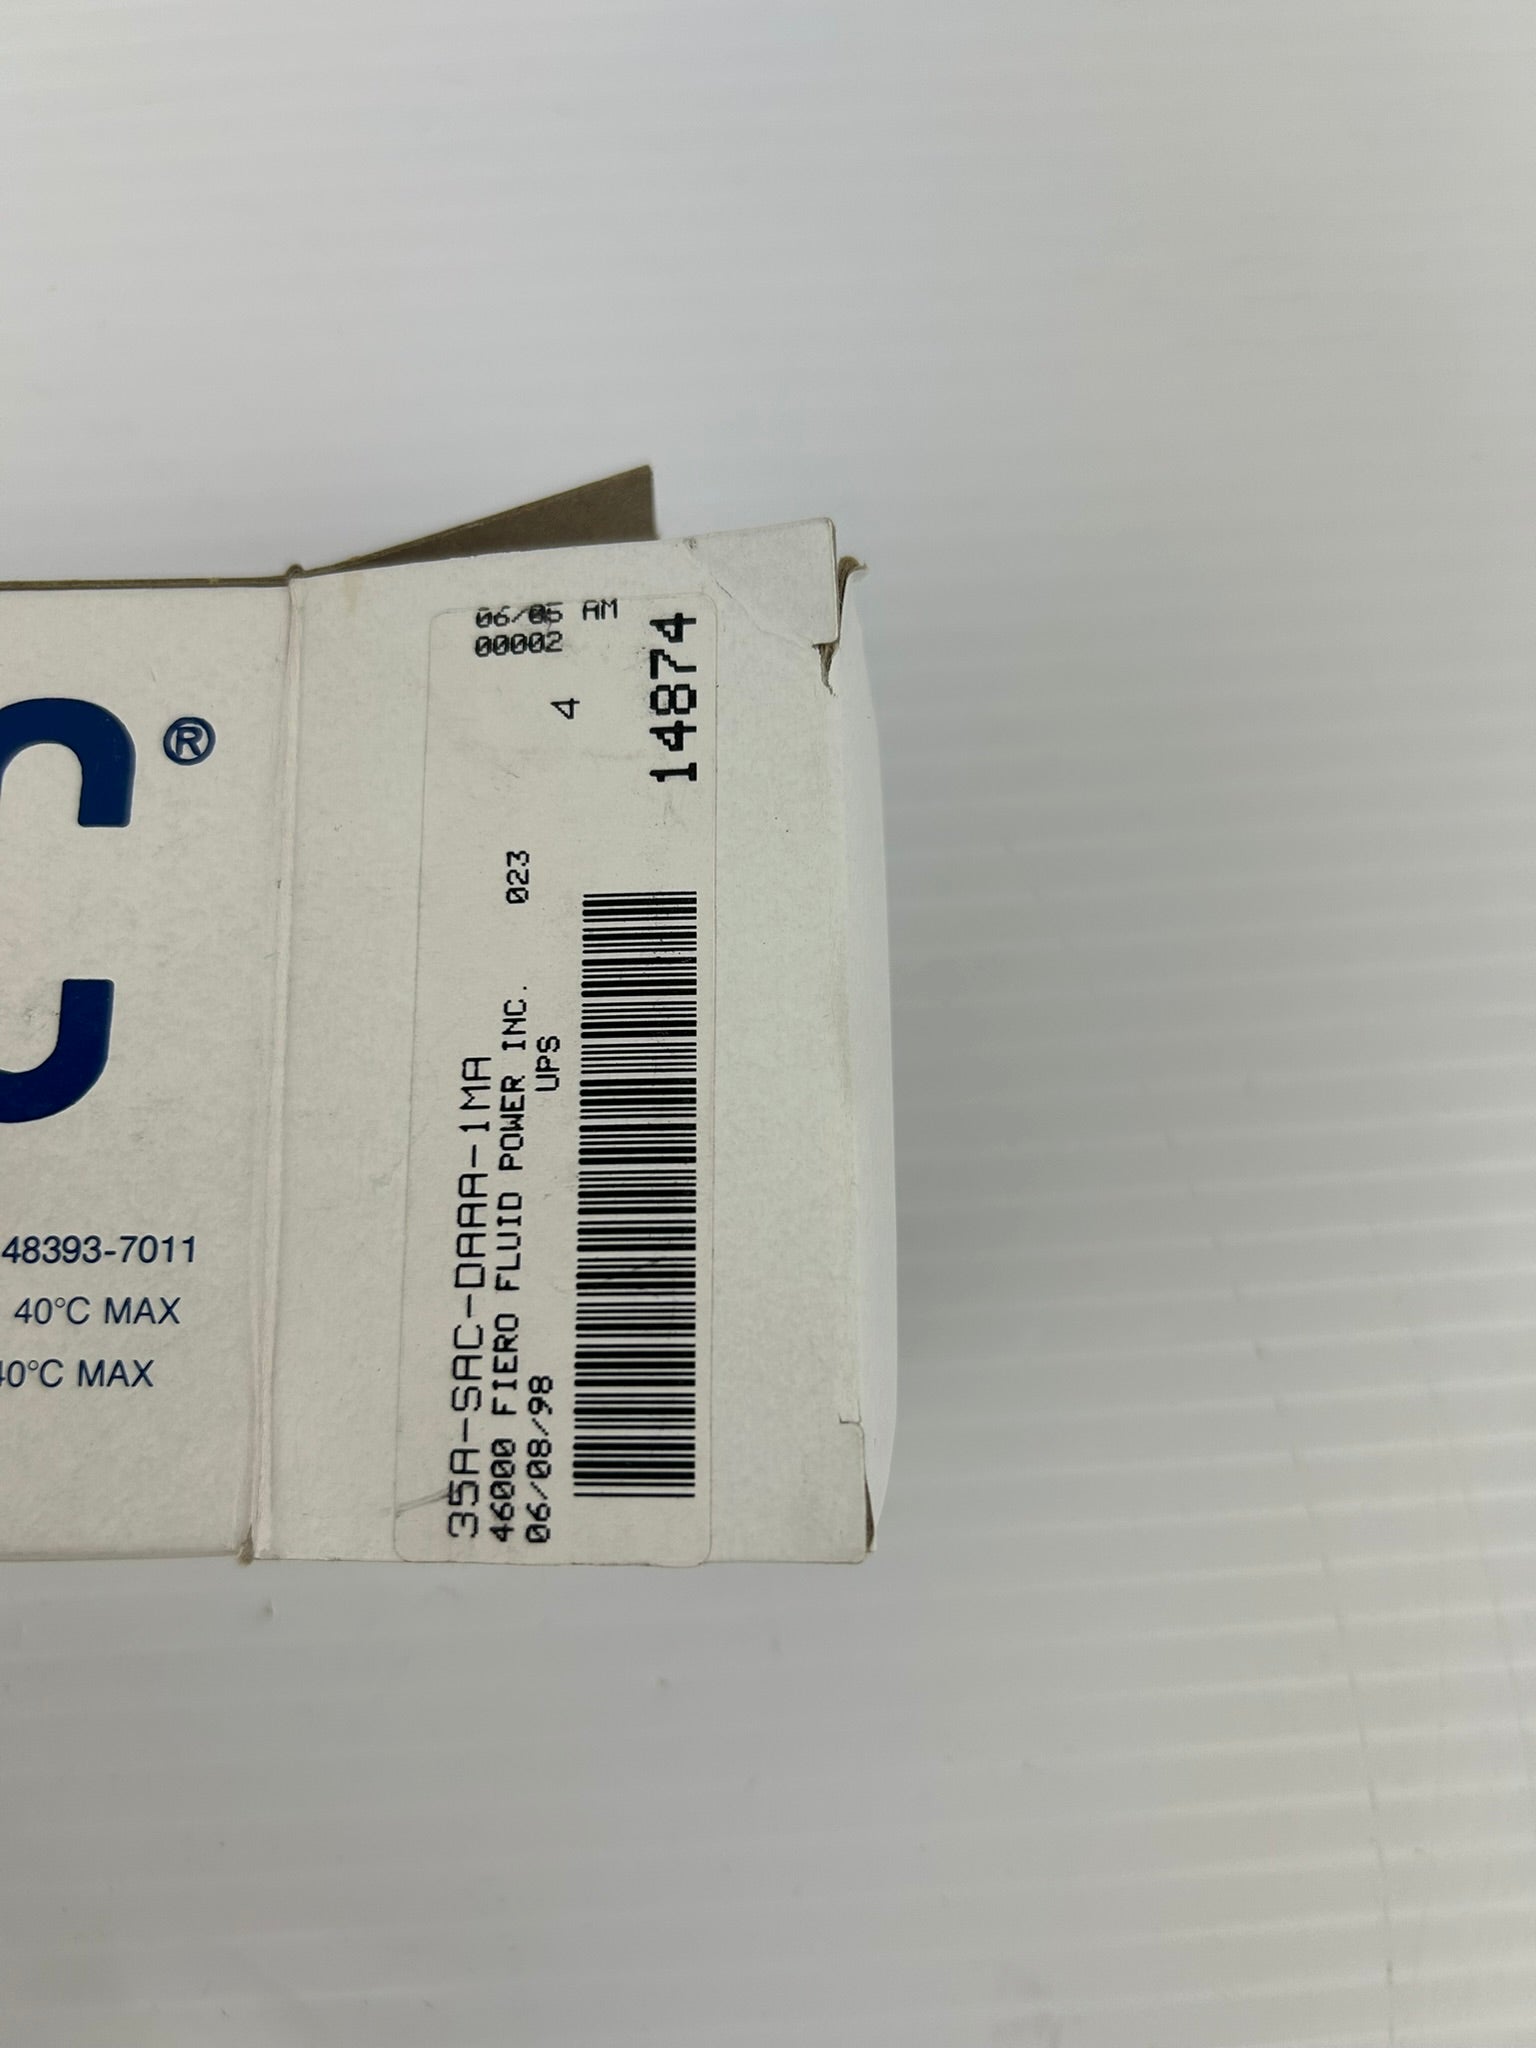 C®
48393-7011
40°C MAX
40°C MAX
35A-SAC-DAAA-1MA
46000 FIERO FLUID POWER INC. 023
06/08/98 UPS
06/05 AM
00002
4
14874